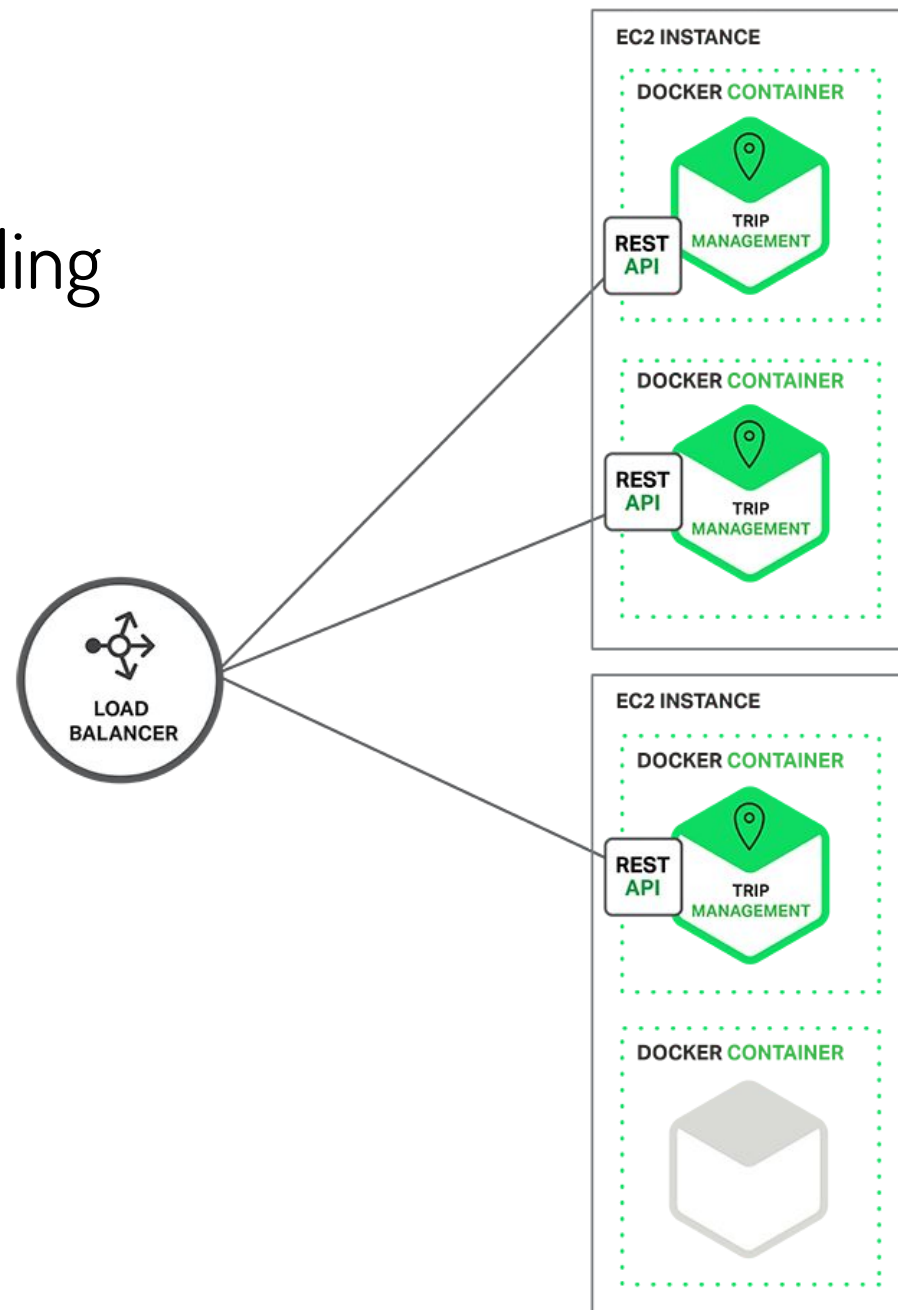 ling
EC2 INSTANCE
DOCKER CONTAINER
TRIP
MANAGEMENT
REST
API
DOCKER CONTAINER
TRIP
MANAGEMENT
REST
API
LOAD
BALANCER
EC2 INSTANCE
DOCKER CONTAINER
TRIP
MANAGEMENT
REST
API
DOCKER CONTAINER